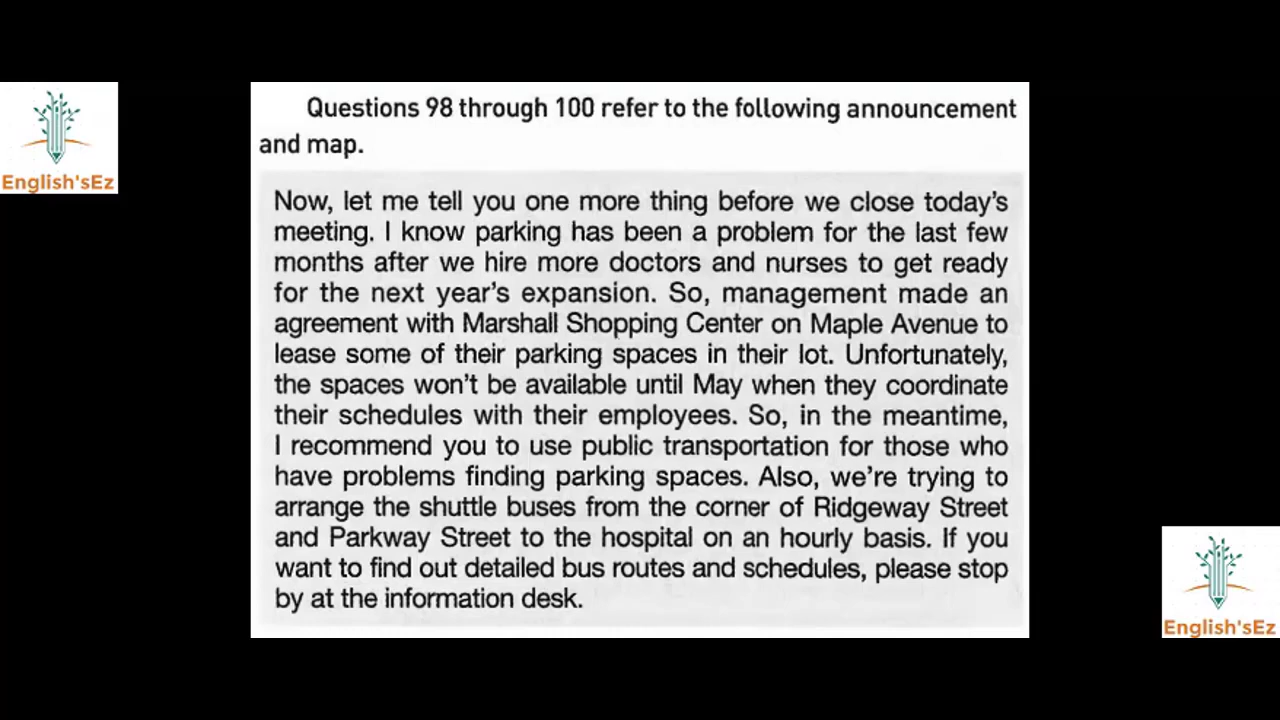 Questions 98 through 100 refer to the following announcement
and map.
English'sEz
Now, let me tell you one more thing before we close today's
meeting. I know parking has been a problem for the last few
months after we hire more doctors and nurses to get ready
for the next year's expansion. So, management made an
agreement with Marshall Shopping Center on Maple Avenue to
lease some of their parking spaces in their lot. Unfortunately,
the spaces won't be available until May when they coordinate
their schedules with their employees. So, in the meantime,
I recommend you to use public transportation for those who
have problems finding parking spaces. Also, we're trying to
arrange the shuttle buses from the corner of Ridgeway Street
and Parkway Street to the hospital on an hourly basis. If you
want to find out detailed bus routes and schedules, please stop
by at the information desk.
English'sEz